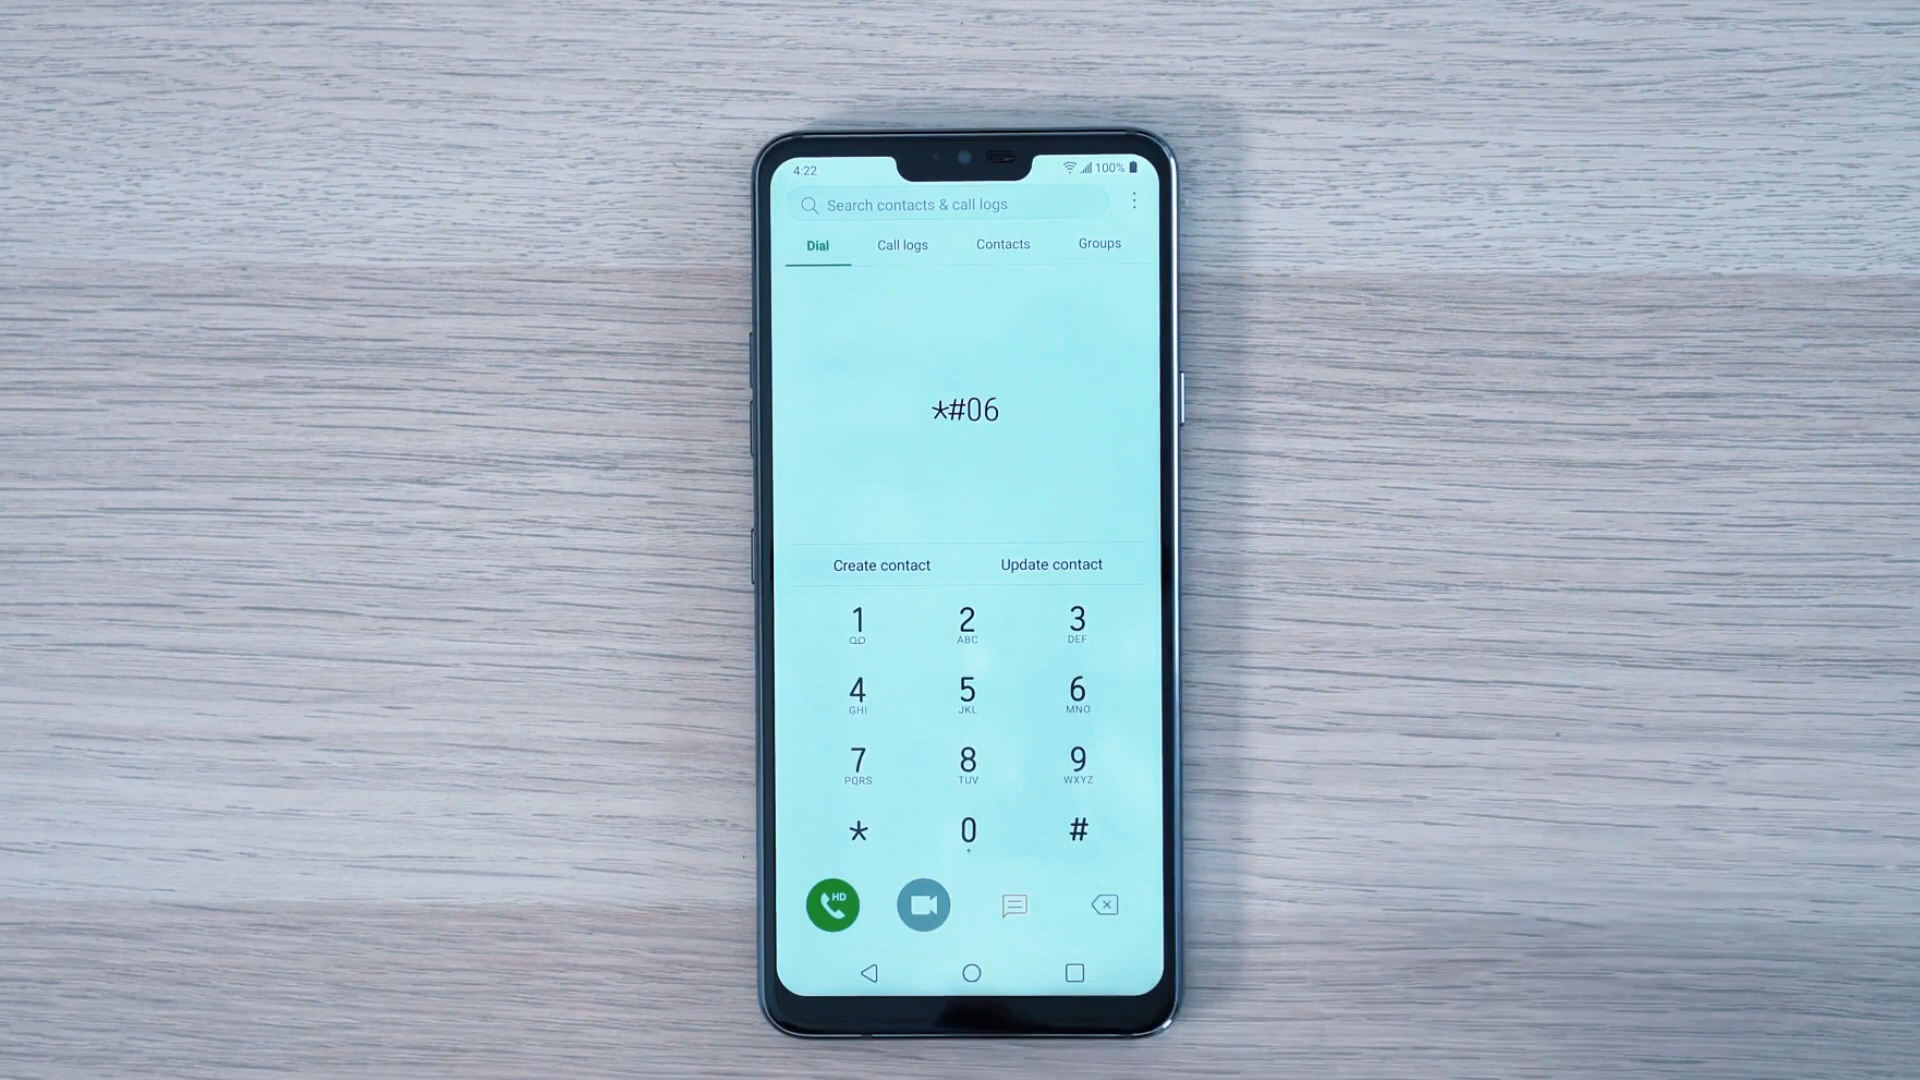 4:22 100%
Search contacts & call logs
Dial Call logs Contacts Groups
*#06
Create contact Update contact
1 2 3
ABC DEF
4 5 6
GHI JKL MNO
7 8 9
PQRS TUV WXYZ
* 0 #
+
HD